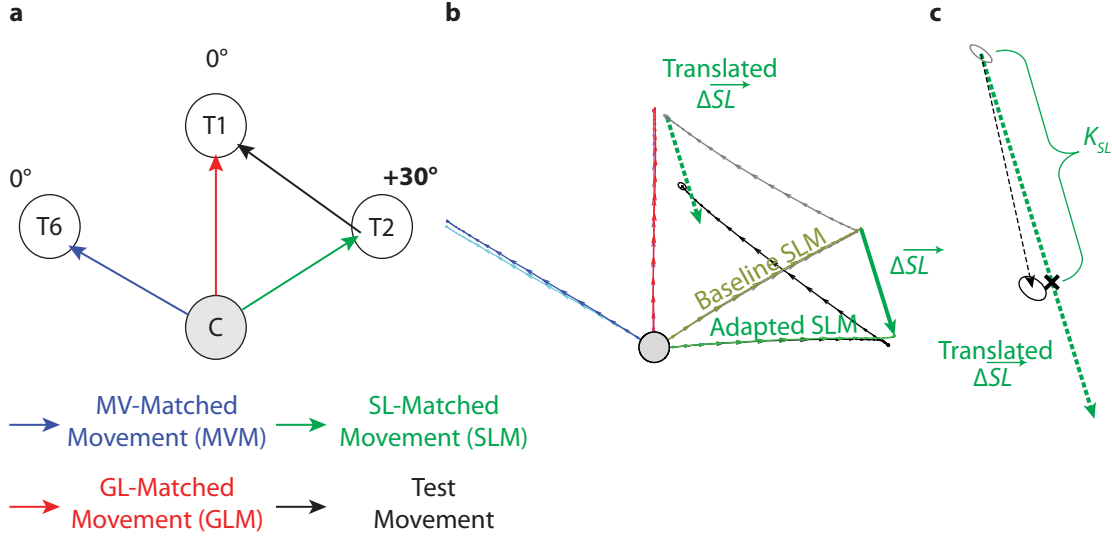 a
0°
T1
0°
+30°
T6
T2
C
MV-Matched
Movement (MVM)
SL-Matched
Movement (SLM)
GL-Matched
Movement (GLM)
Test
Movement
b
Translated
ΔSL
Baseline SLM
ΔSL
Adapted SLM
c
K_SL
Translated
ΔSL